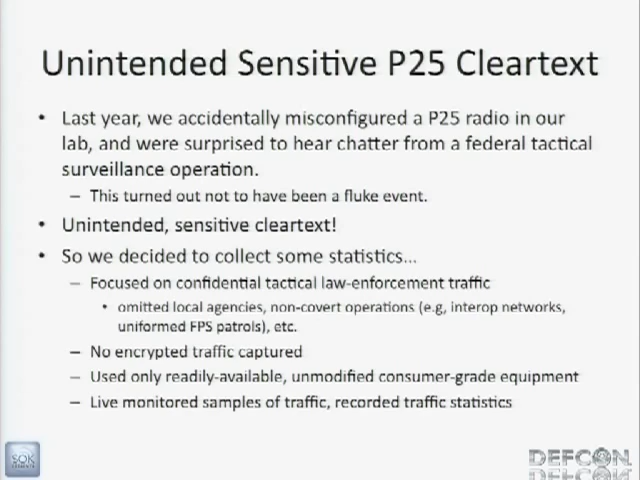 Unintended Sensitive P25 Cleartext
• Last year, we accidentally misconfigured a P25 radio in our
lab, and were surprised to hear chatter from a federal tactical
surveillance operation.
– This turned out not to have been a fluke event.
• Unintended, sensitive cleartext!
• So we decided to collect some statistics...
– Focused on confidential tactical law-enforcement traffic
• omitted local agencies, non-covert operations (e.g, interop networks,
uniformed FPS patrols), etc.
– No encrypted traffic captured
– Used only readily-available, unmodified consumer-grade equipment
– Live monitored samples of traffic, recorded traffic statistics
SOK
DEFCON